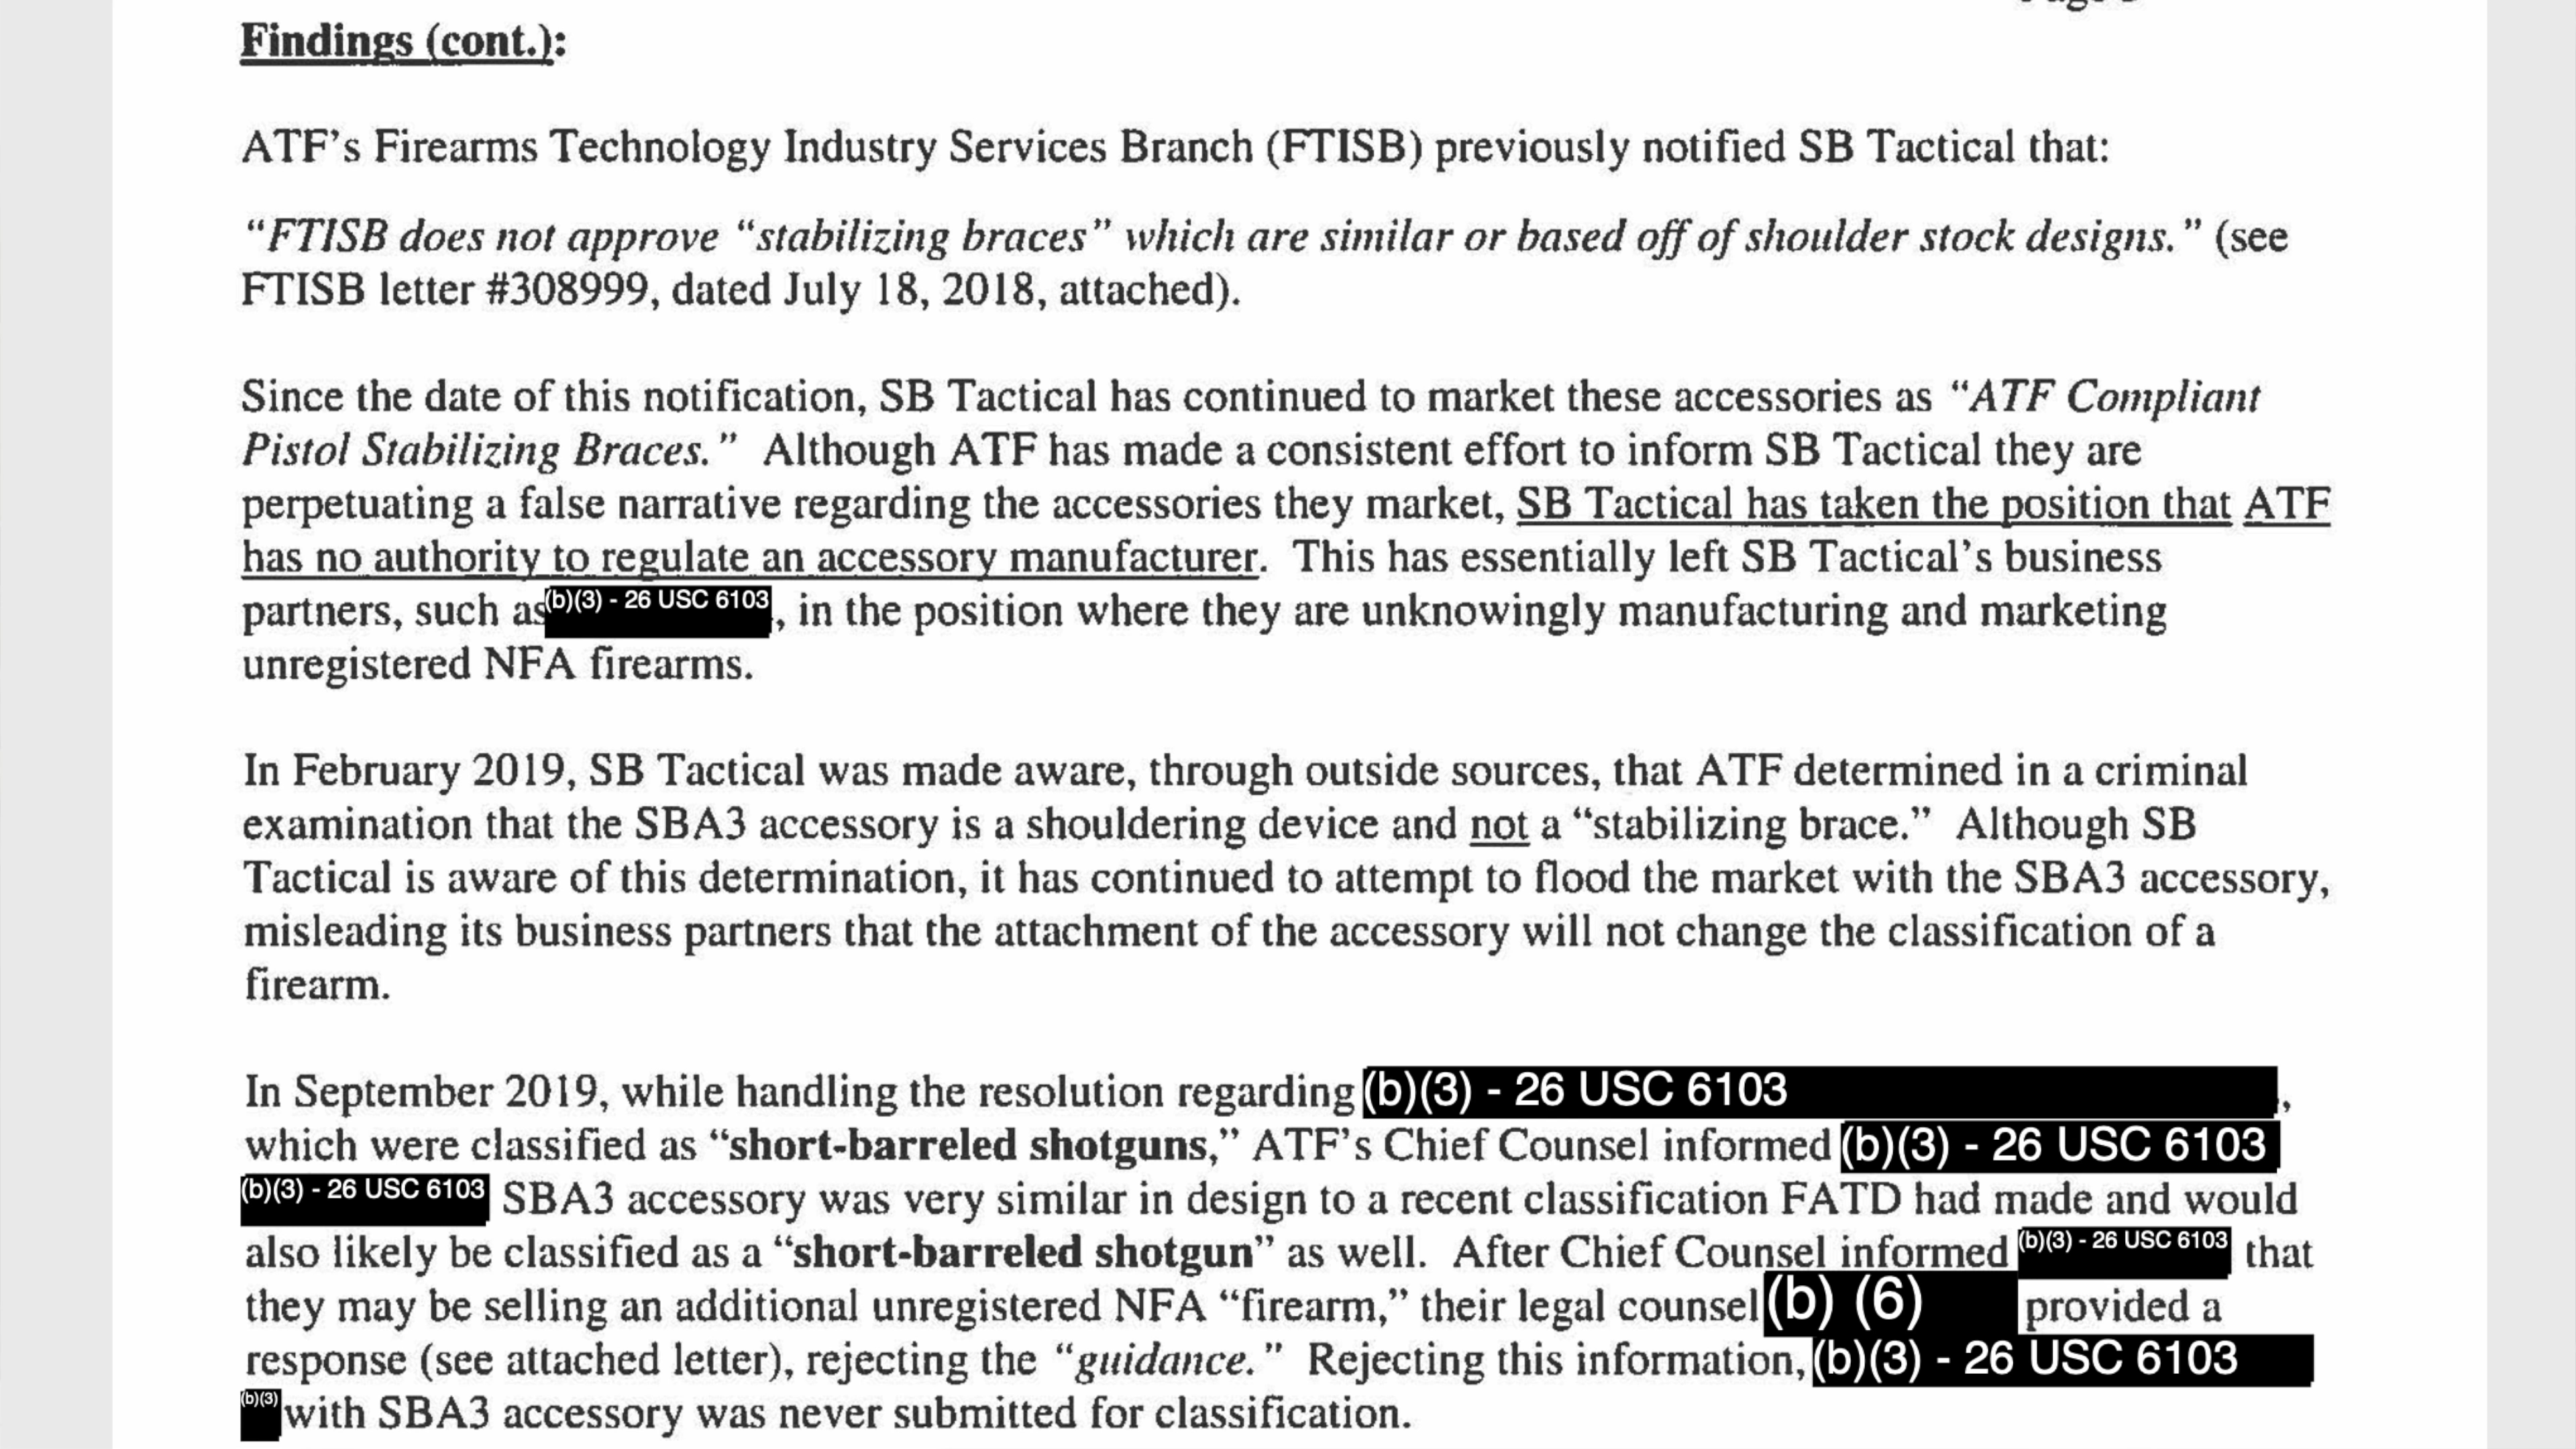 Findings (cont.):
ATF’s Firearms Technology Industry Services Branch (FTISB) previously notified SB Tactical that:
“FTISB does not approve “stabilizing braces” which are similar or based off of shoulder stock designs.” (see
FTISB letter #308999, dated July 18, 2018, attached).
Since the date of this notification, SB Tactical has continued to market these accessories as “ATF Compliant
Pistol Stabilizing Braces.” Although ATF has made a consistent effort to inform SB Tactical they are
perpetuating a false narrative regarding the accessories they market, SB Tactical has taken the position that ATF
has no authority to regulate an accessory manufacturer. This has essentially left SB Tactical’s business
partners, such as (b)(3) - 26 USC 6103, in the position where they are unknowingly manufacturing and marketing
unregistered NFA firearms.
In February 2019, SB Tactical was made aware, through outside sources, that ATF determined in a criminal
examination that the SBA3 accessory is a shouldering device and not a “stabilizing brace.” Although SB
Tactical is aware of this determination, it has continued to attempt to flood the market with the SBA3 accessory,
misleading its business partners that the attachment of the accessory will not change the classification of a
firearm.
In September 2019, while handling the resolution regarding (b)(3) - 26 USC 6103,
which were classified as “short-barreled shotguns,” ATF’s Chief Counsel informed (b)(3) - 26 USC 6103
(b)(3) - 26 USC 6103 SBA3 accessory was very similar in design to a recent classification FATD had made and would
also likely be classified as a “short-barreled shotgun” as well. After Chief Counsel informed (b)(3) - 26 USC 6103 that
they may be selling an additional unregistered NFA “firearm,” their legal counsel (b) (6) provided a
response (see attached letter), rejecting the “guidance.” Rejecting this information, (b)(3) - 26 USC 6103
(b)(3) with SBA3 accessory was never submitted for classification.